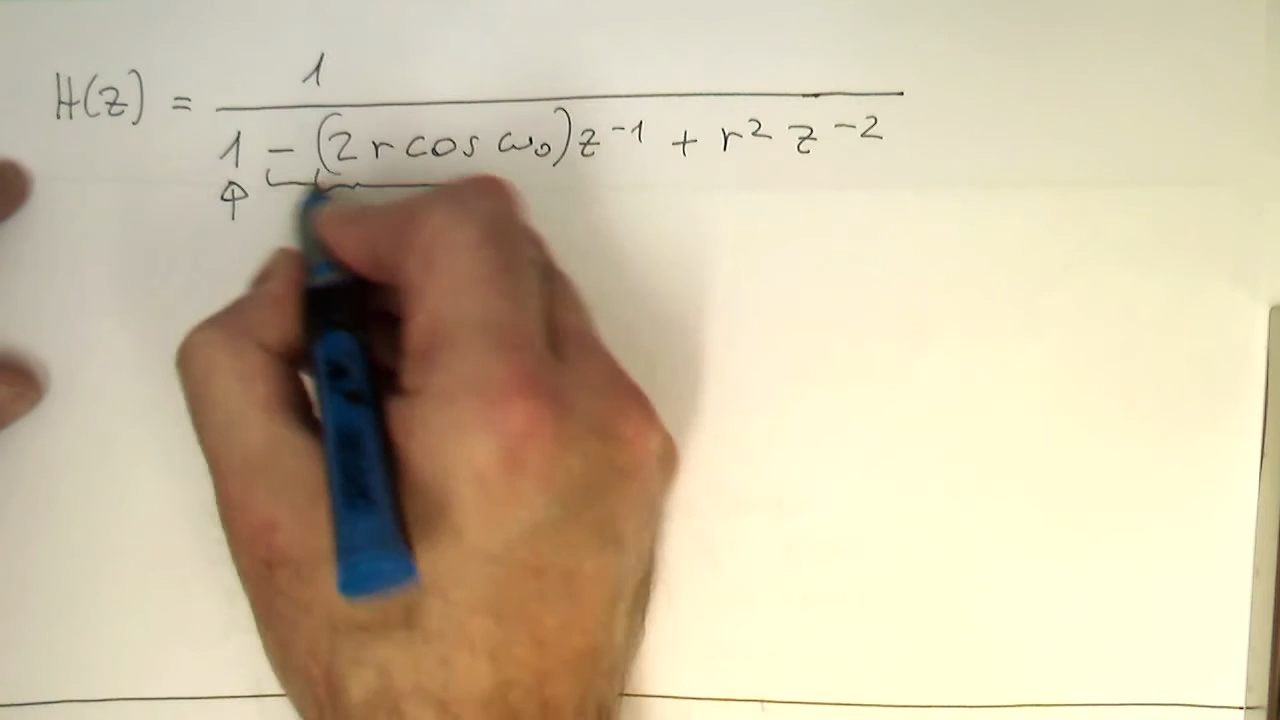 H(z) = 1 / 1 - (2 r cos ω₀) z⁻¹ + r² z⁻²